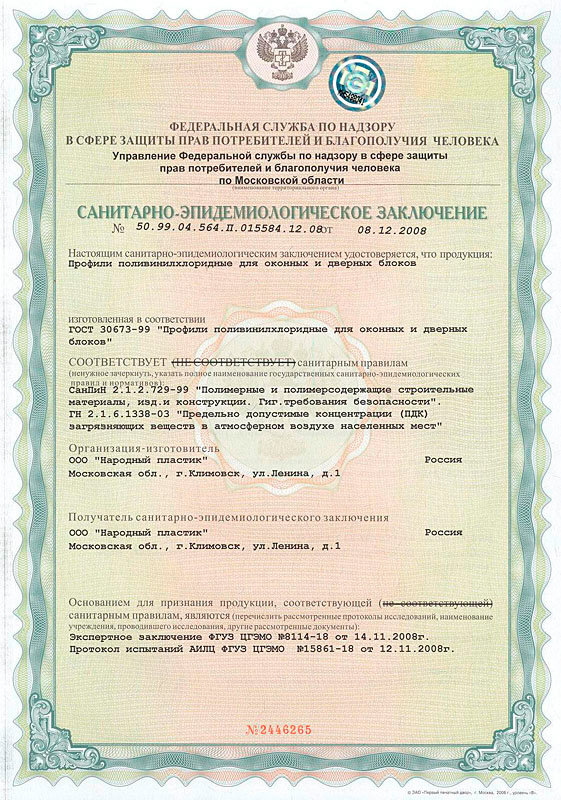 ФЕДЕРАЛЬНАЯ СЛУЖБА ПО НАДЗОРУ
В СФЕРЕ ЗАЩИТЫ ПРАВ ПОТРЕБИТЕЛЕЙ И БЛАГОПОЛУЧИЯ ЧЕЛОВЕКА
Управление Федеральной службы по надзору в сфере защиты
прав потребителей и благополучия человека
по Московской области
(наименование территориального органа)
САНИТАРНО-ЭПИДЕМИОЛОГИЧЕСКОЕ ЗАКЛЮЧЕНИЕ
№ 50.99.04.564.П.015584.12.08 от 08.12.2008
Настоящим санитарно-эпидемиологическим заключением удостоверяется, что продукция:
Профили поливинилхлоридные для оконных и дверных блоков
изготовленная в соответствии
ГОСТ 30673-99 "Профили поливинилхлоридные для оконных и дверных
блоков"
СООТВЕТСТВУЕТ (НЕ СООТВЕТСТВУЕТ) санитарным правилам
(ненужное зачеркнуть, указать полное наименование государственных санитарно-эпидемиологических
правил и нормативов):
СанПиН 2.1.2.729-99 "Полимерные и полимерсодержащие строительные
материалы, изд.и конструкции. Гиг.требования безопасности".
ГН 2.1.6.1338-03 "Предельно допустимые концентрации (ПДК)
загрязняющих веществ в атмосферном воздухе населенных мест"
Организация-изготовитель
ООО "Народный пластик" Россия
Московская обл., г.Климовск, ул.Ленина, д.1
Получатель санитарно-эпидемиологического заключения
ООО "Народный пластик" Россия
Московская обл., г.Климовск, ул.Ленина, д.1
Основанием для признания продукции, соответствующей (не соответствующей)
санитарным правилам, являются (перечислить рассмотренные протоколы исследований, наименование
учреждения, проводившего исследования, другие рассмотренные документы):
Экспертное заключение ФГУЗ ЦГЭМО №8114-18 от 14.11.2008г.
Протокол испытаний АИЛЦ ФГУЗ ЦГЭМО №15861-18 от 12.11.2008г.
№2446265
© ЗАО «Первый печатный двор», г. Москва, 2008 г., уровень «В».